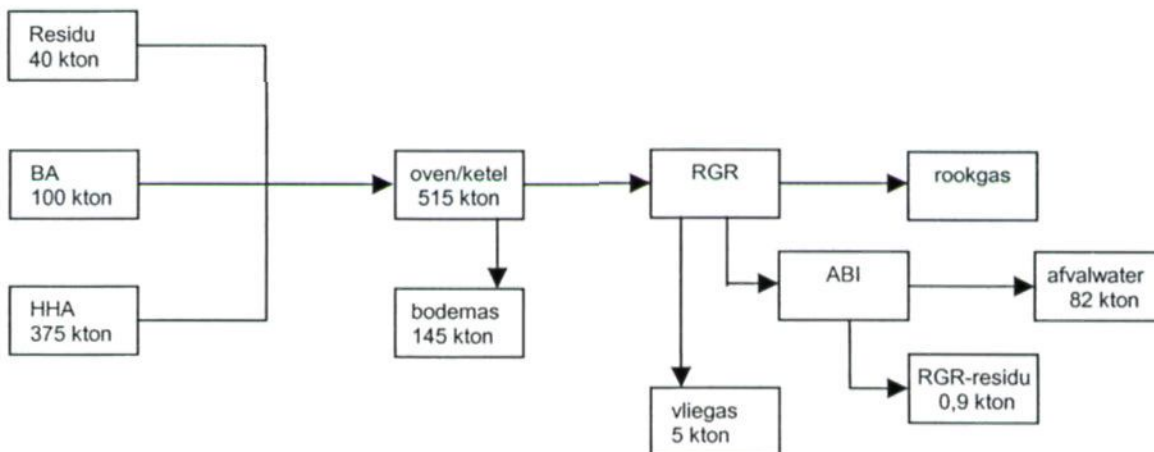 Residu
40 kton
BA
100 kton
HHA
375 kton
oven/ketel
515 kton
bodemas
145 kton
RGR
rookgas
ABI
afvalwater
82 kton
RGR-residu
0,9 kton
vliegas
5 kton